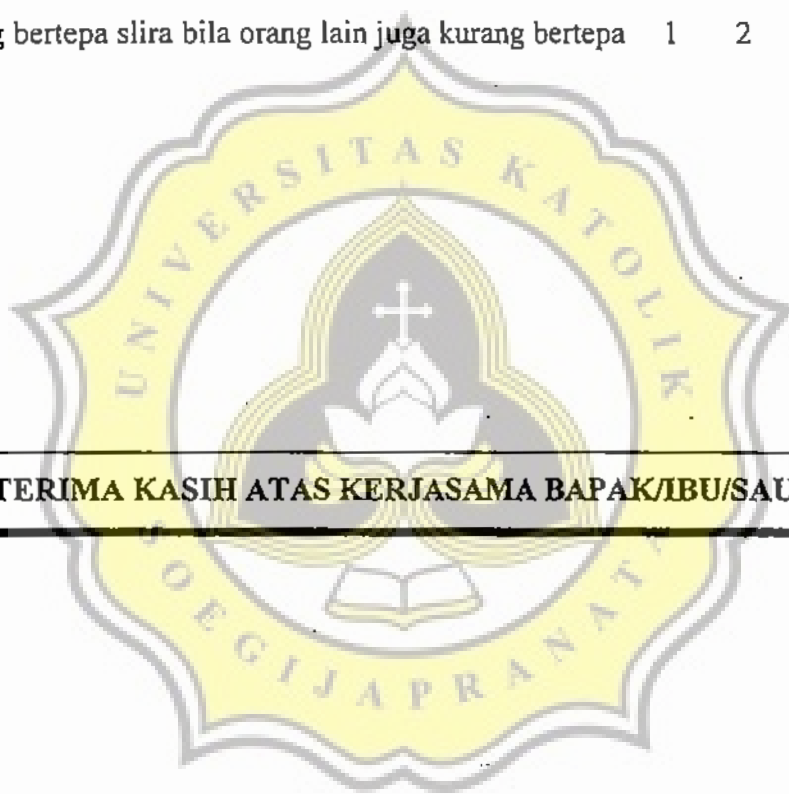 bertepa slira bila orang lain juga kurang bertepa 1 2
UNIVERSITAS KATOLIK
TERIMA KASIH ATAS KERJASAMA BAPAK/IBU/SAU
SOEGIJAPRANATA